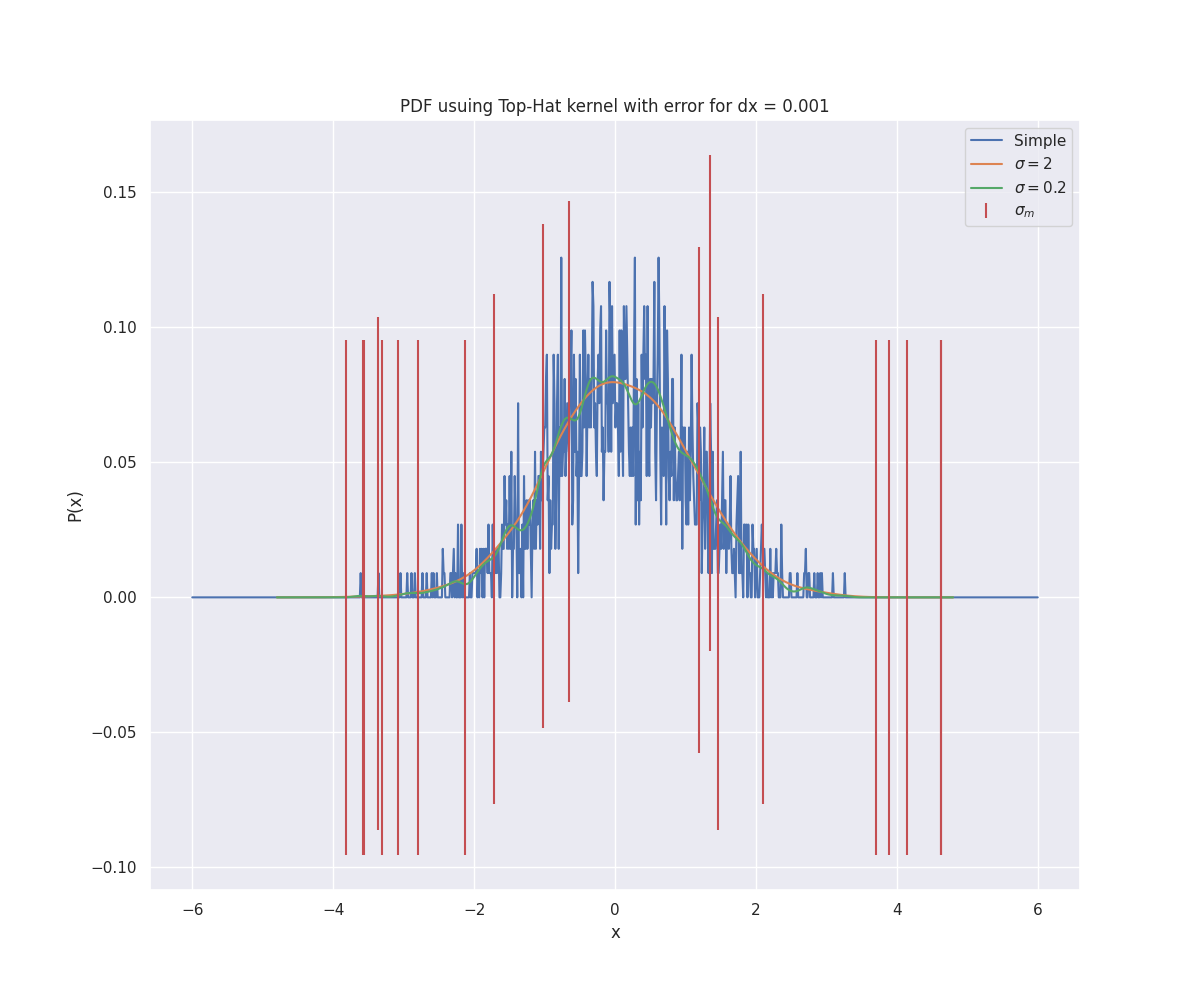 PDF usuing Top-Hat kernel with error for dx = 0.001
Simple
σ = 2
σ = 0.2
σₘ
0.15
0.10
0.05
0.00
−0.05
−0.10
P(x)
−6
−4
−2
0
2
4
6
x